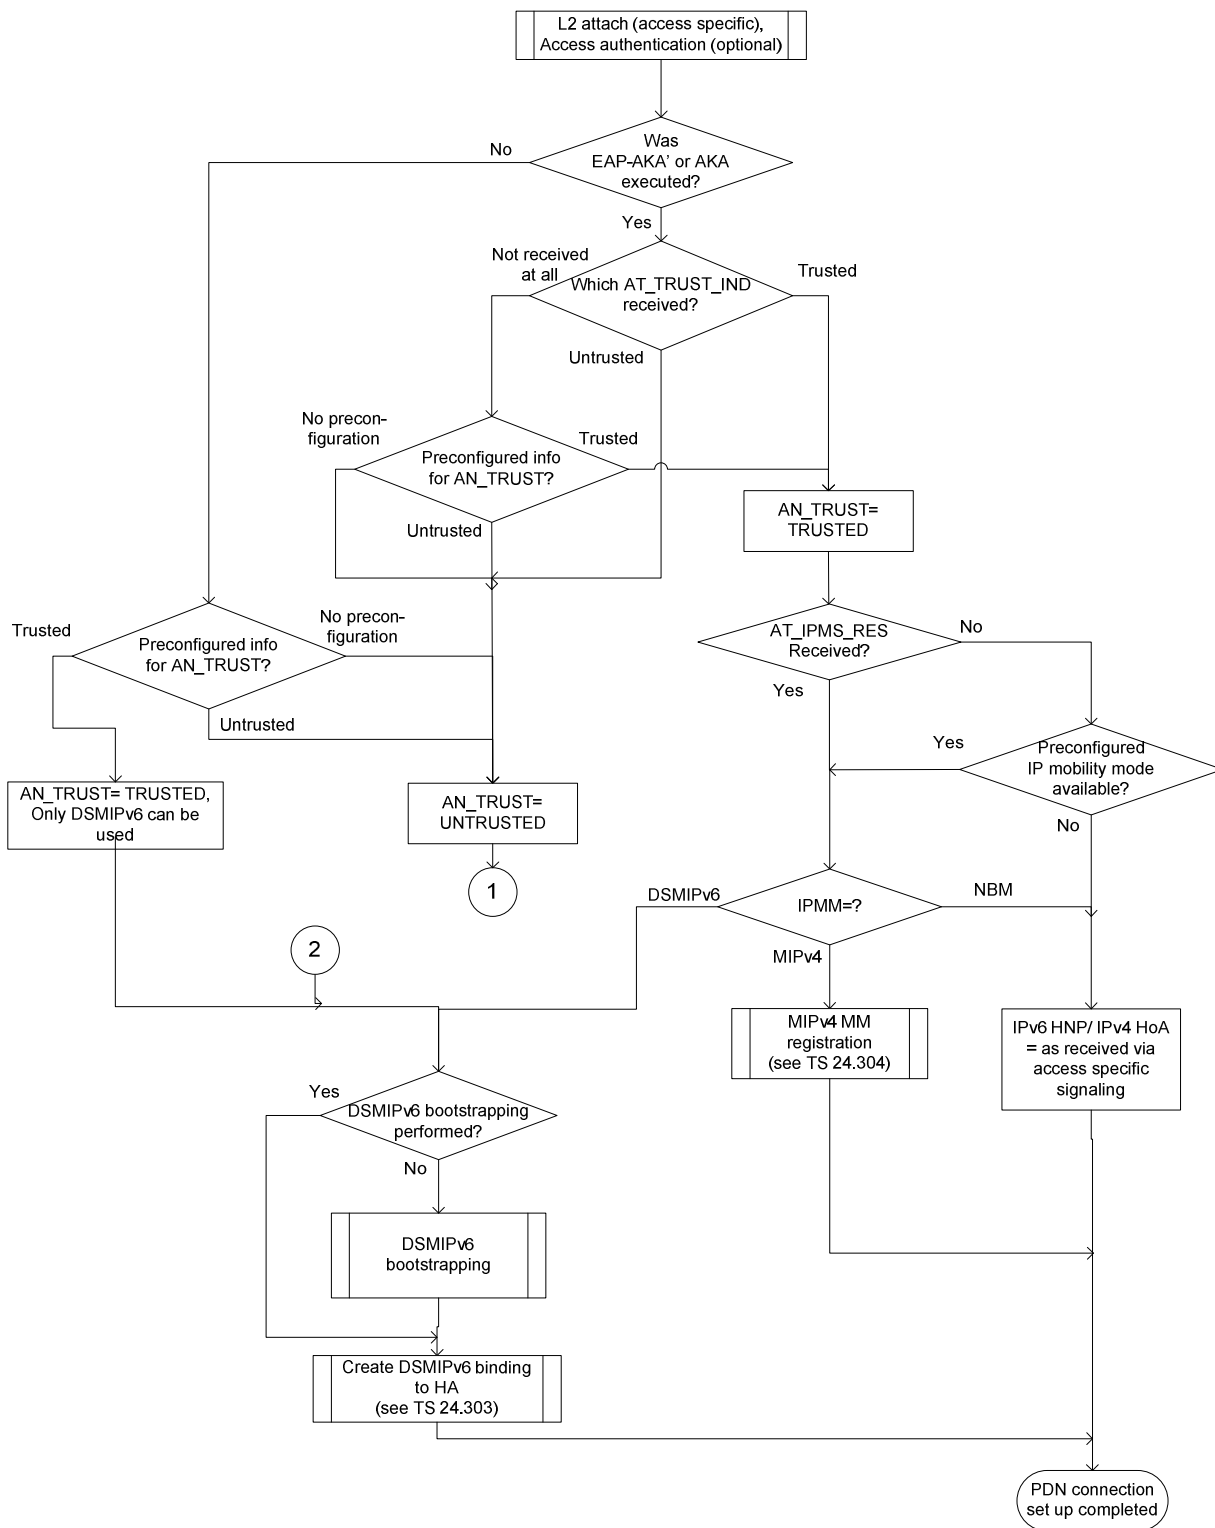 L2 attach (access specific),
Access authentication (optional)
Was
EAP-AKA’ or AKA
executed?
No
Yes
Not received
at all
Which AT_TRUST_IND
received?
Trusted
Untrusted
No precon-
figuration
Preconfigured info
for AN_TRUST?
Trusted
Untrusted
AN_TRUST=
TRUSTED
AT_IPMS_RES
Received?
No
Yes
Trusted
Preconfigured info
for AN_TRUST?
No precon-
figuration
Untrusted
Preconfigured
IP mobility mode
available?
Yes
No
AN_TRUST= TRUSTED,
Only DSMIPv6 can be
used
AN_TRUST=
UNTRUSTED
1
DSMIPv6
IPMM=?
NBM
MIPv4
2
MIPv4 MM
registration
(see TS 24.304)
IPv6 HNP/ IPv4 HoA
= as received via
access specific
signaling
Yes
DSMIPv6 bootstrapping
performed?
No
DSMIPv6
bootstrapping
Create DSMIPv6 binding
to HA
(see TS 24.303)
PDN connection
set up completed